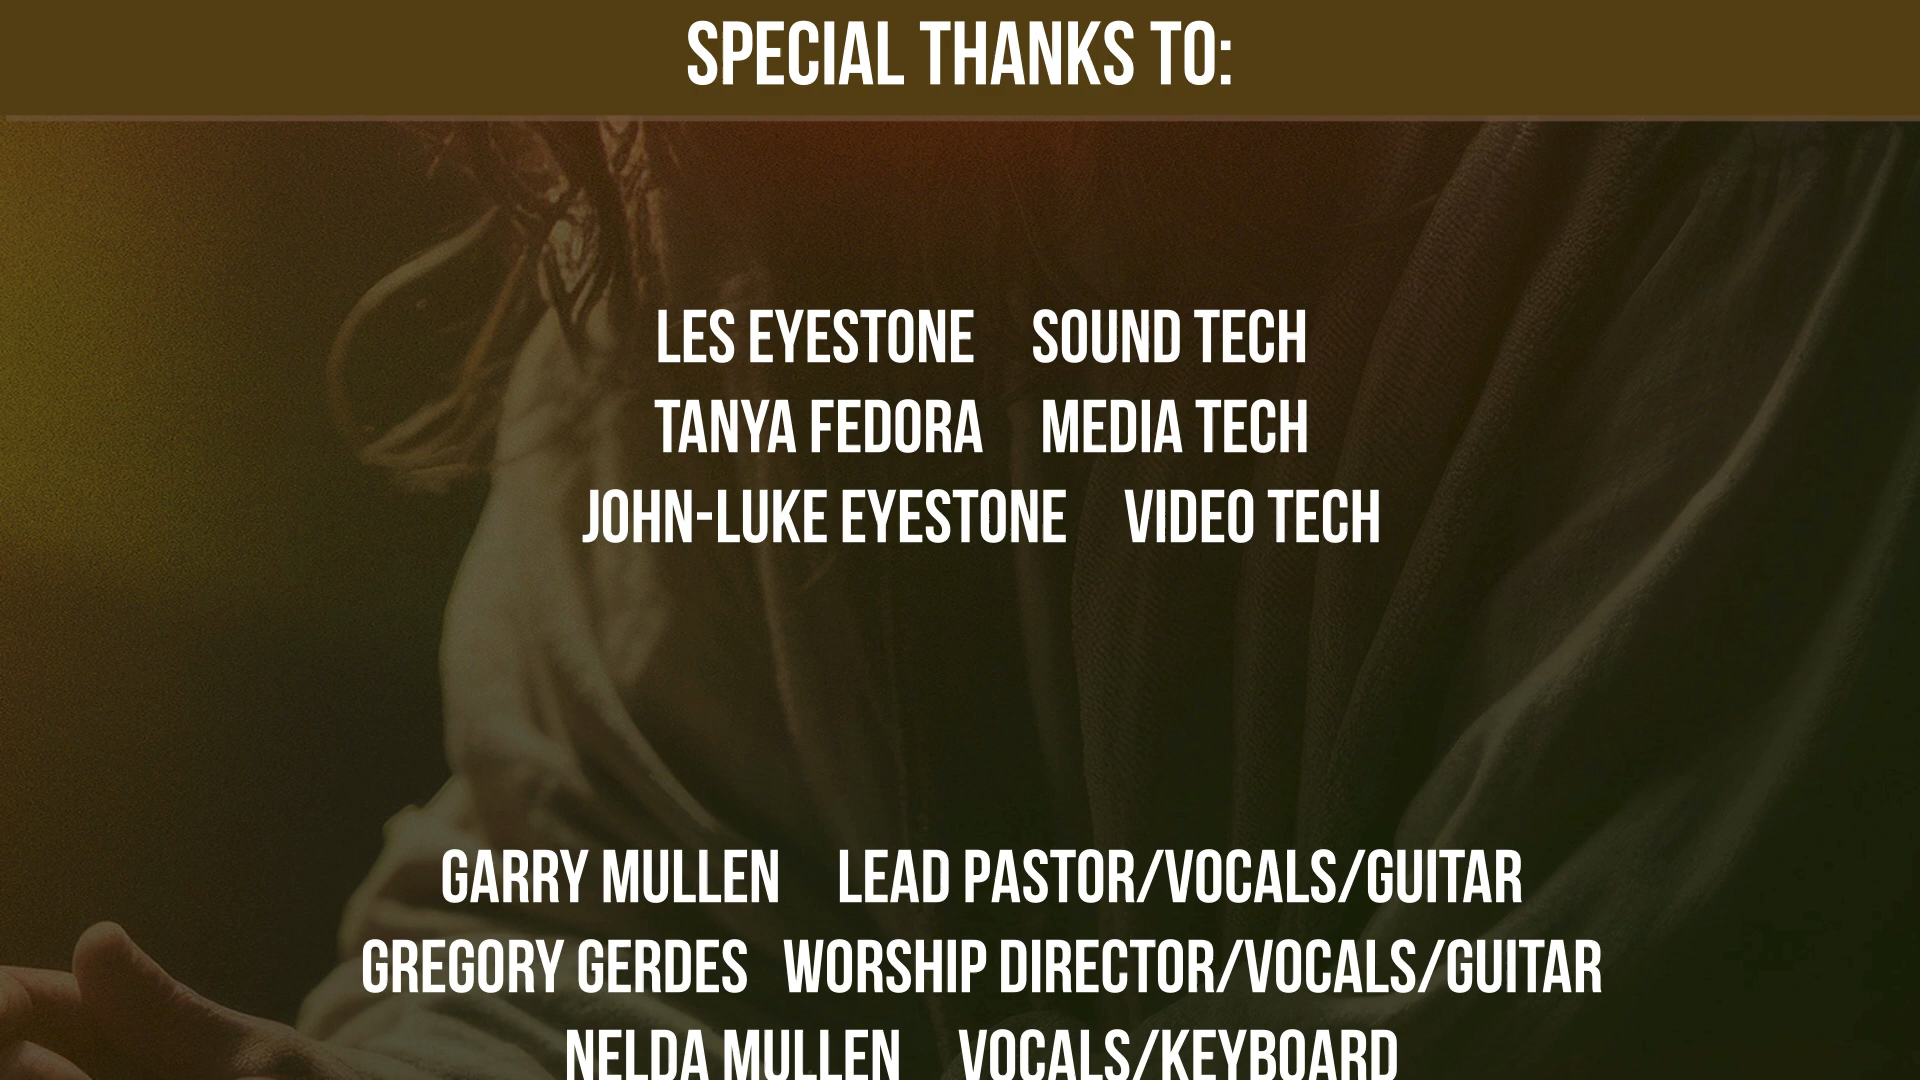 SPECIAL THANKS TO:
LES EYESTONE SOUND TECH
TANYA FEDORA MEDIA TECH
JOHN-LUKE EYESTONE VIDEO TECH
GARRY MULLEN LEAD PASTOR/VOCALS/GUITAR
GREGORY GERDES WORSHIP DIRECTOR/VOCALS/GUITAR
NELDA MULLEN VOCALS/KEYBOARD